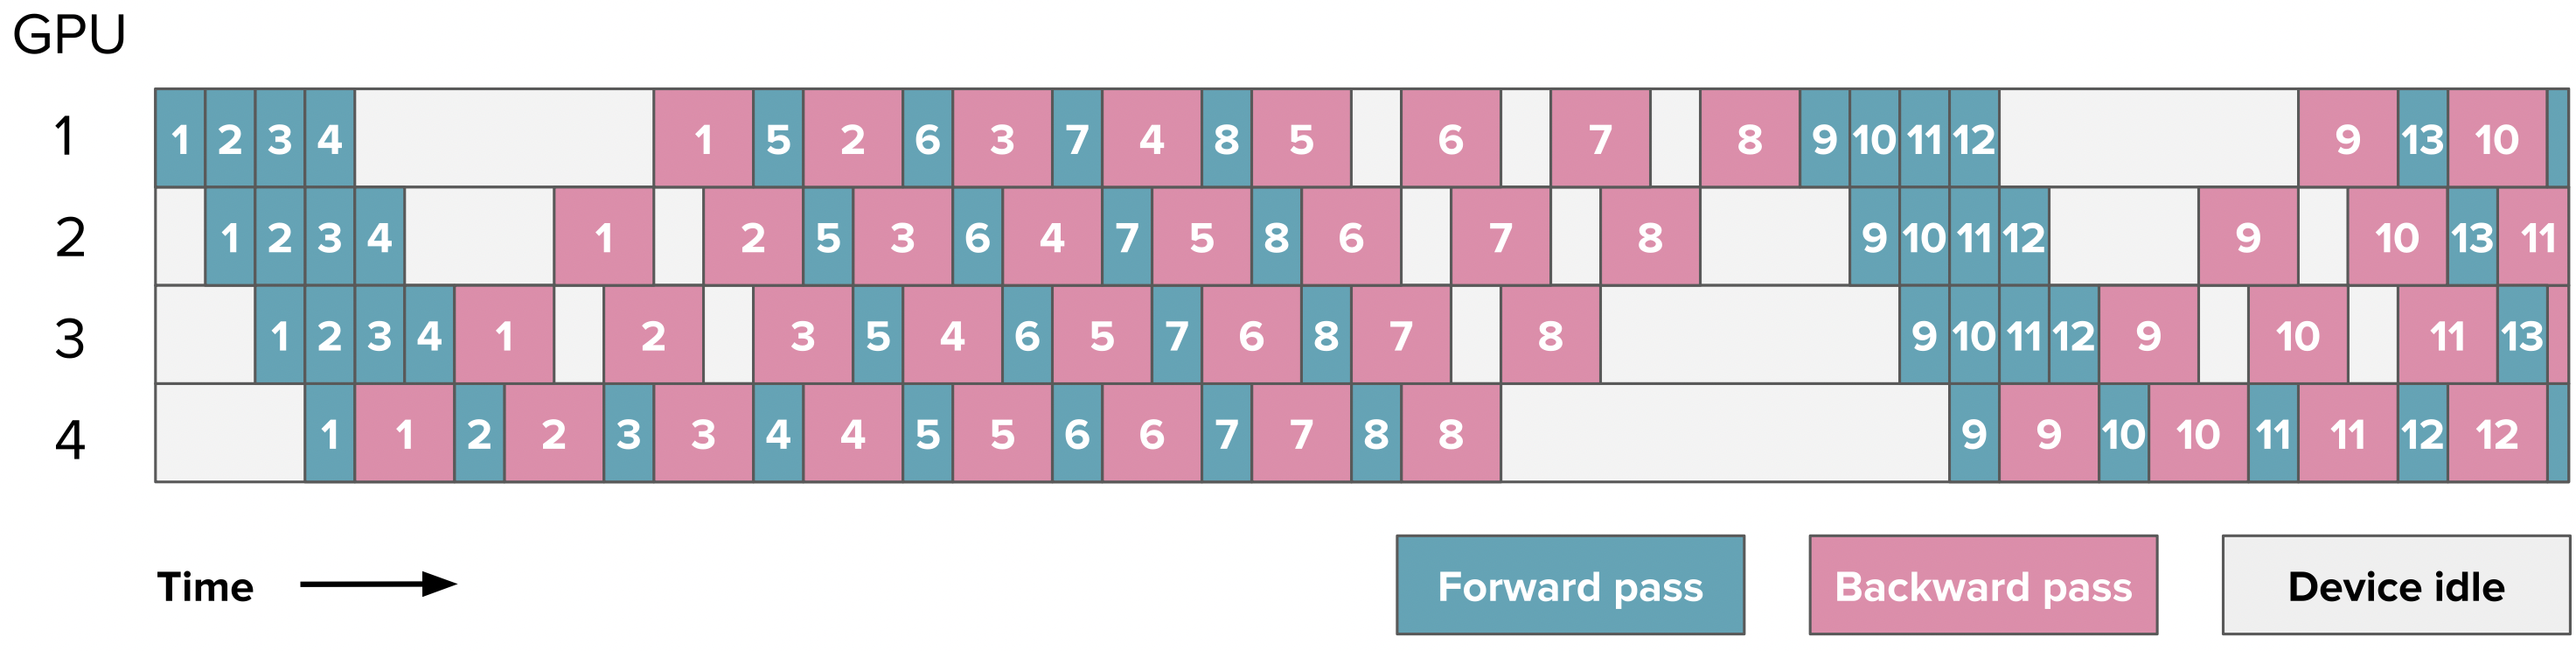 GPU
1 1 2 3 4 1 5 2 6 3 7 4 8 5 6 7 8 9 10 11 12 9 13 10
2 1 2 3 4 1 2 5 3 6 4 7 5 8 6 7 8 9 10 11 12 9 10 13 11
3 1 2 3 4 1 2 3 5 4 6 5 7 6 8 7 8 9 10 11 12 9 10 11 13
4 1 1 2 2 3 3 4 4 5 5 6 6 7 7 8 8 9 9 10 10 11 11 12 12
Time Forward pass Backward pass Device idle